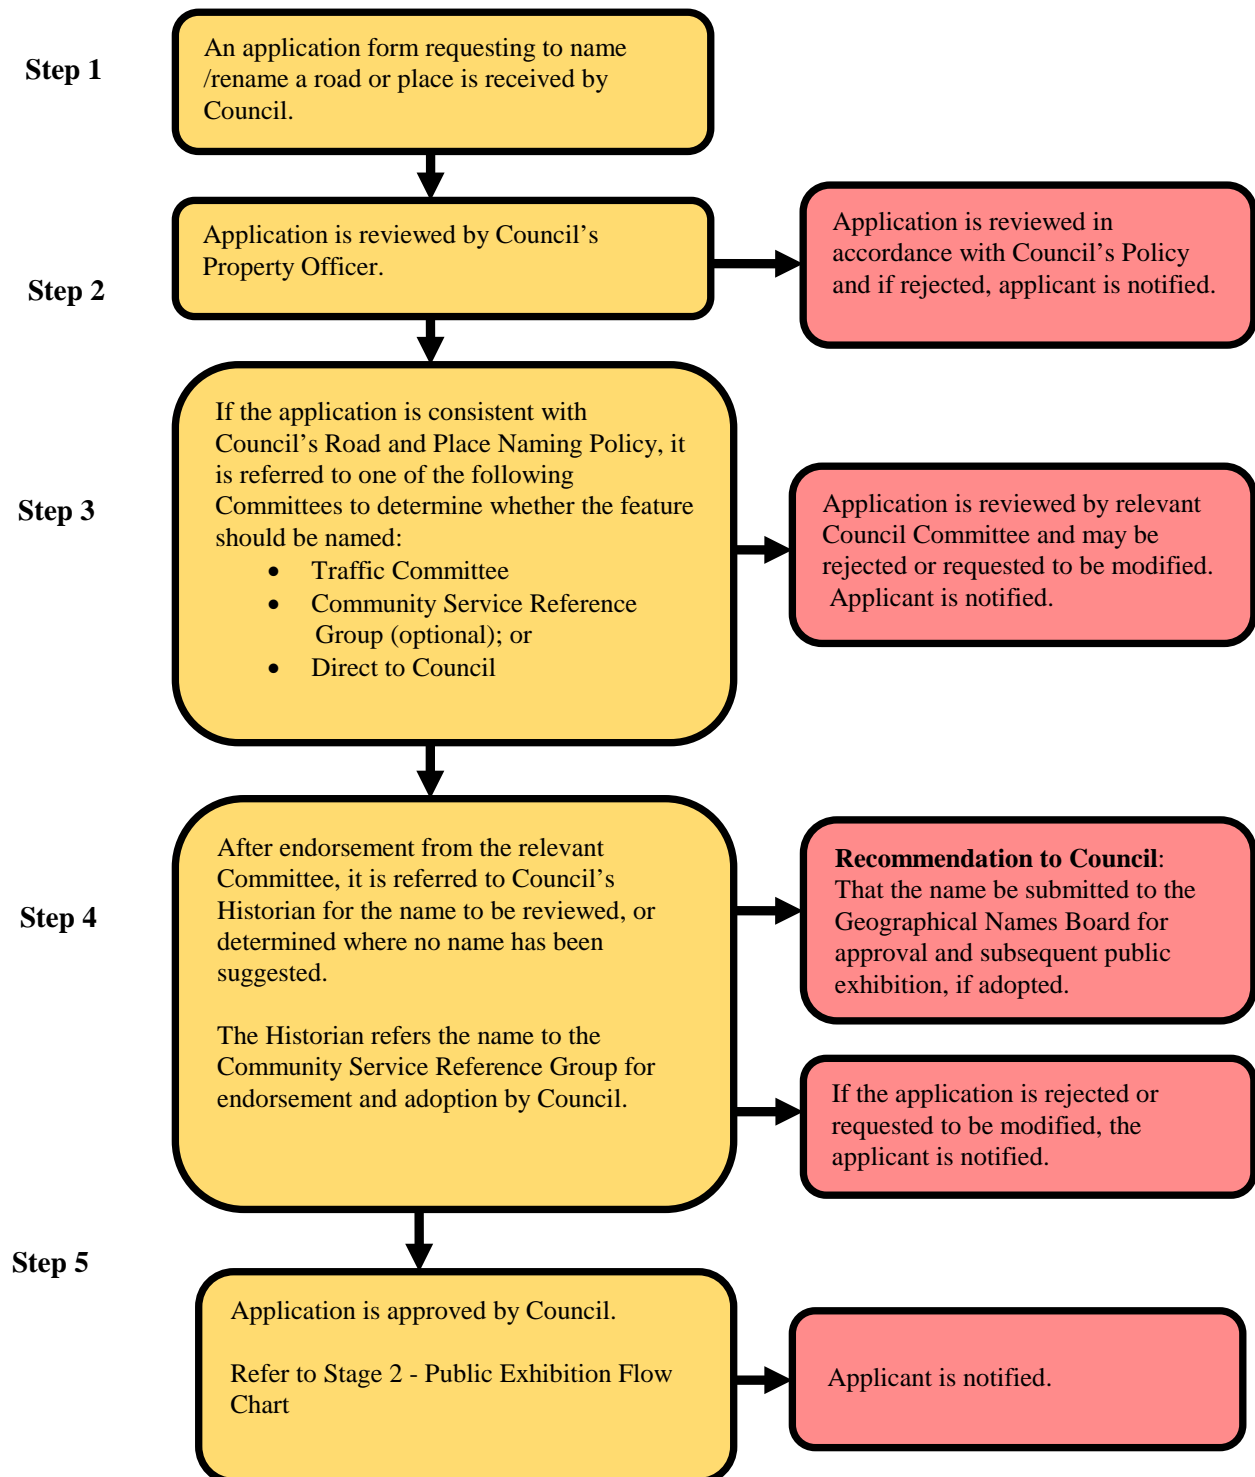 Step 1
An application form requesting to name
/rename a road or place is received by
Council.
Step 2
Application is reviewed by Council’s
Property Officer.
Application is reviewed in
accordance with Council’s Policy
and if rejected, applicant is notified.
Step 3
If the application is consistent with
Council’s Road and Place Naming Policy, it
is referred to one of the following
Committees to determine whether the feature
should be named:
• Traffic Committee
• Community Service Reference
Group (optional); or
• Direct to Council
Application is reviewed by relevant
Council Committee and may be
rejected or requested to be modified.
Applicant is notified.
Step 4
After endorsement from the relevant
Committee, it is referred to Council’s
Historian for the name to be reviewed, or
determined where no name has been
suggested.
The Historian refers the name to the
Community Service Reference Group for
endorsement and adoption by Council.
Recommendation to Council:
That the name be submitted to the
Geographical Names Board for
approval and subsequent public
exhibition, if adopted.
If the application is rejected or
requested to be modified, the
applicant is notified.
Step 5
Application is approved by Council.
Refer to Stage 2 - Public Exhibition Flow
Chart
Applicant is notified.